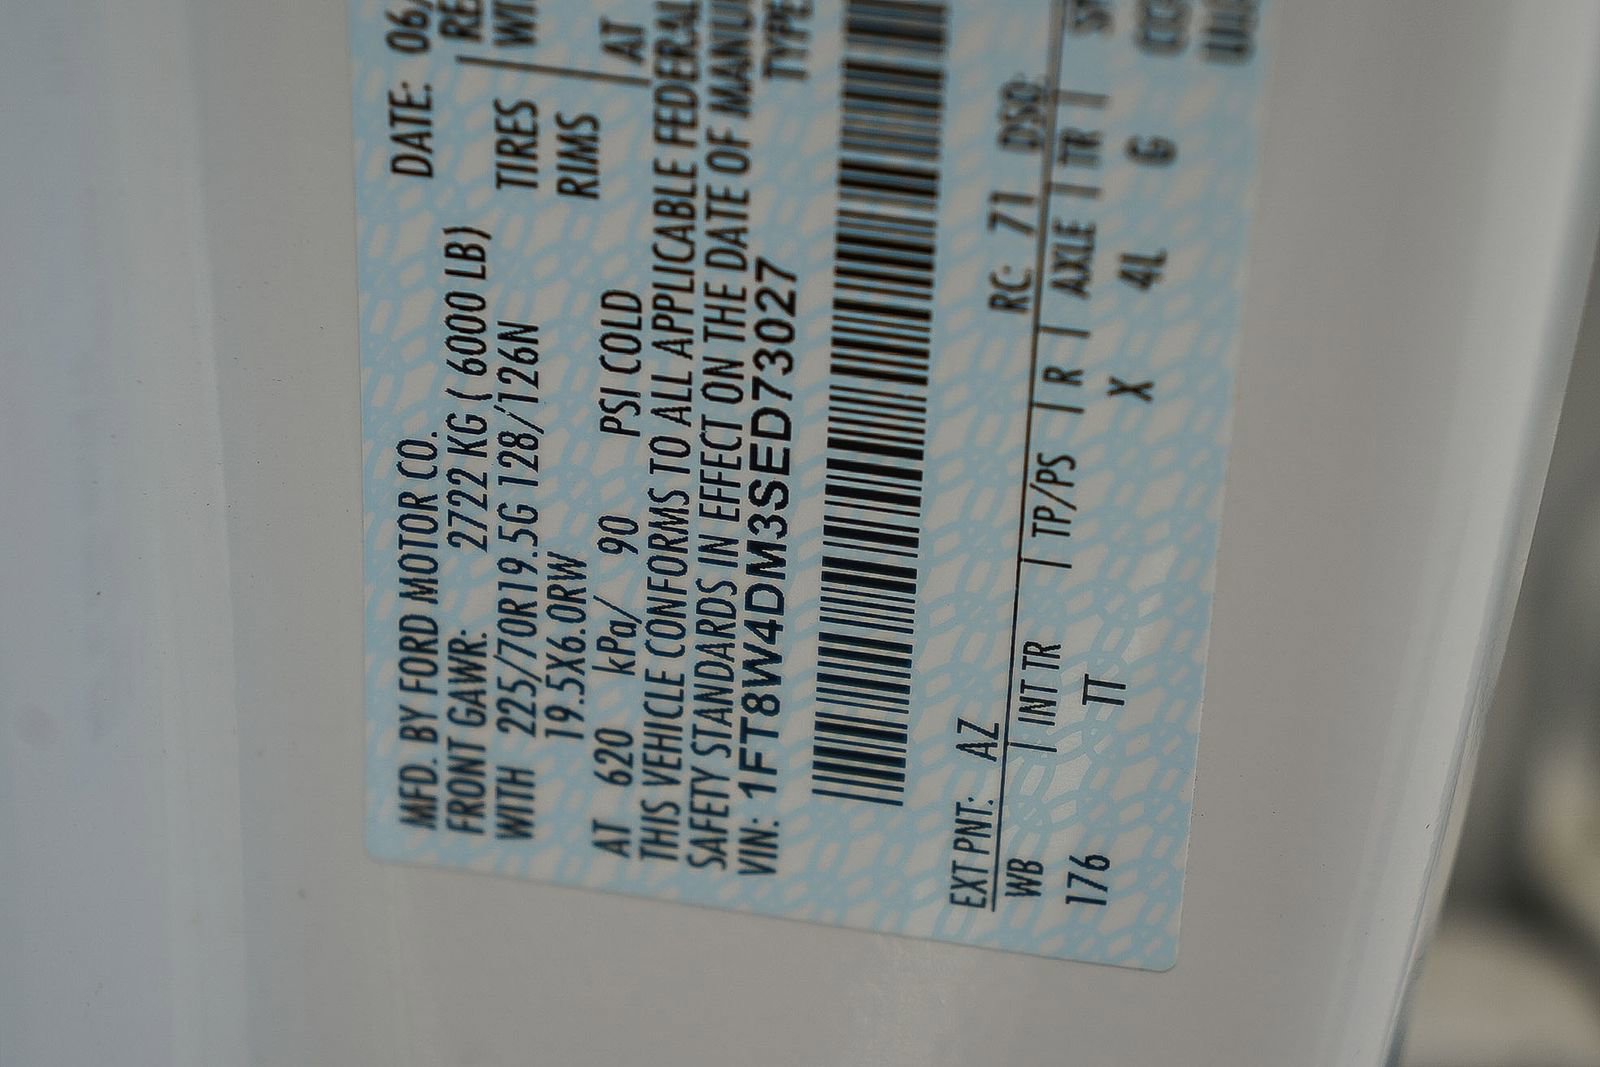 MFD. BY FORD MOTOR CO. DATE: 06/
FRONT GAWR: 2722 KG ( 6000 LB) RE
WITH 225/70R19.5G 128/126N TIRES WI
19.5X6.0RW RIMS
AT 620 kPa/ 90 PSI COLD AT
THIS VEHICLE CONFORMS TO ALL APPLICABLE FEDERAL
SAFETY STANDARDS IN EFFECT ON THE DATE OF MANU
VIN: 1FT8W4DM3SED73027 TYPE
EXT PNT: AZ RC: 71 DSO:
WB | INT TR | TP/PS | R | AXLE | TR |
176 TT X 4L G